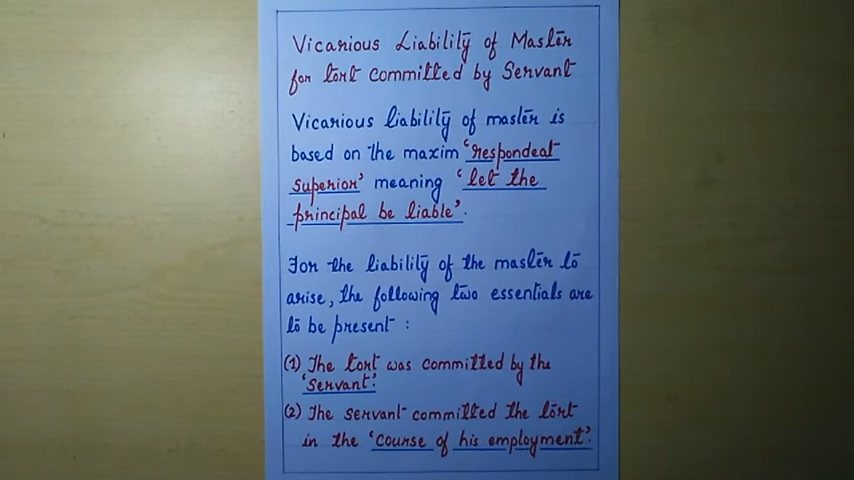 Vicarious Liability of Master
for tort committed by Servant
Vicarious liability of master is
based on the maxim 'respondeat
superior' meaning 'let the
principal be liable'.
For the liability of the master to
arise, the following two essentials are
to be present :
(1) The tort was committed by the
'servant'.
(2) The servant committed the tort
in the 'course of his employment'.